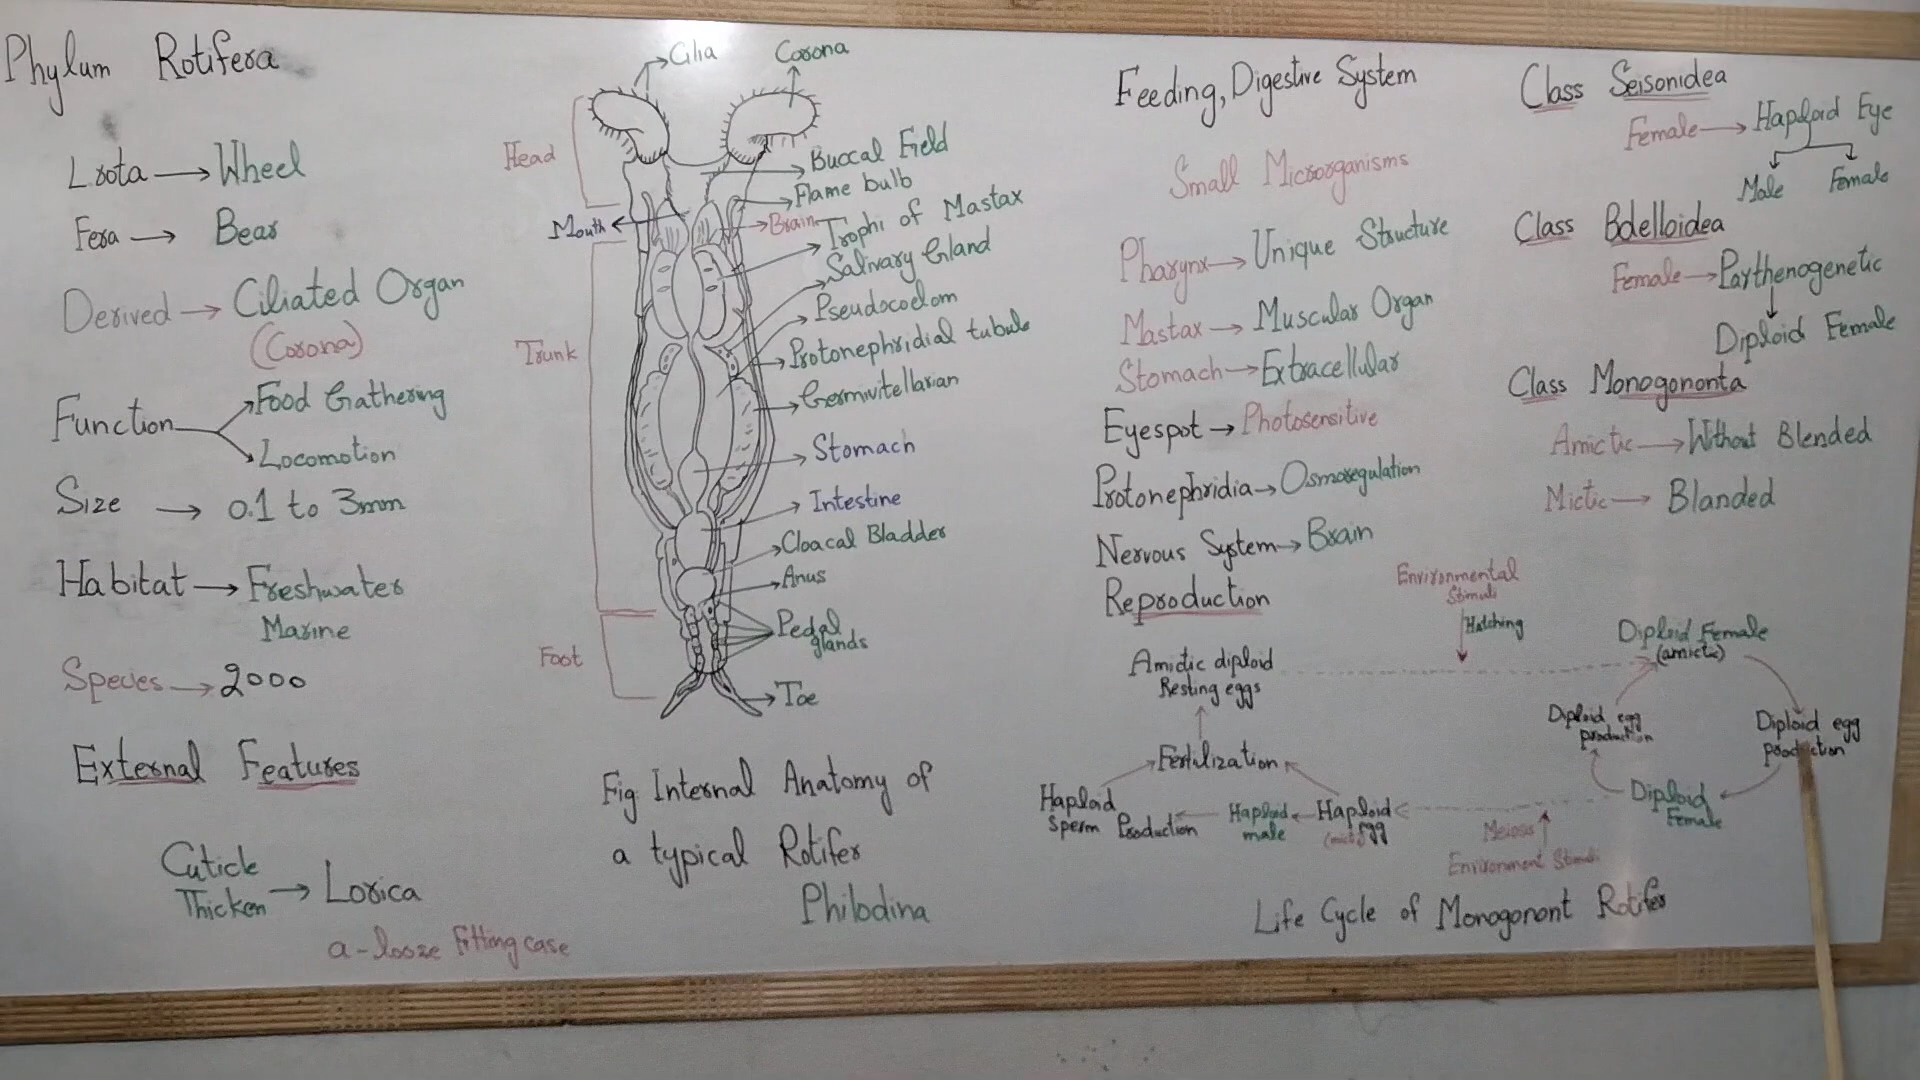 Phylum Rotifera
Lrota → Wheel
Fera → Bear
Derived → Ciliated Organ
(Corona)
Function
Food Gathering
Locomotion
Size → 0.1 to 3mm
Habitat → Freshwater
Marine
Species → 2000
External Features
Cuticle
Thicken → Lorica
a-looze Fitting case
Cilia
Corona
Head
Buccal Field
Flame bulb
Mouth
Brain
Trophi of Mastax
Salivary Gland
Pseudocoelom
Trunk
Protonephridial tubule
Germivitellarian
Stomach
Intestine
Cloacal Bladder
Anus
Pedal
glands
Foot
Toe
Fig Internal Anatomy of
a typical Rotifer
Philodina
Feeding, Digestive System
Small Microorganisms
Pharynx → Unique Structure
Mastax → Muscular Organ
Stomach → Extracellular
Eyespot → Photosensitive
Protonephridia → Osmoregulation
Nervous System → Brain
Reproduction
Class Seisonidea
Female → Haploid Eye
Male Female
Class Bdelloidea
Female → Parthenogenetic
Diploid Female
Class Monogononta
Amictic → Without Blended
Mictic → Blanded
Environmental
Stimuli
Hatching
Amictic diploid
Resting eggs
Diploid Female
(amictic)
Diploid egg
production
Diploid egg
production
Diploid
Female
Fertilization
Haploid
Sperm Production
Haploid
male
Haploid
Egg
Meiosis
Environment Stimuli
Life Cycle of Monogonont Rotifer